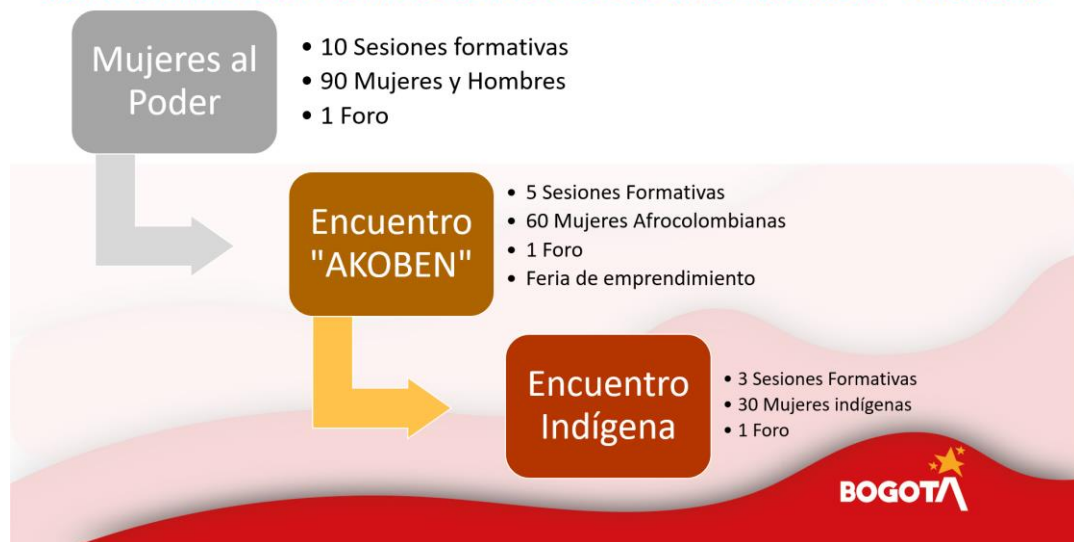 Mujeres al
Poder
• 10 Sesiones formativas
• 90 Mujeres y Hombres
• 1 Foro
Encuentro
"AKOBEN"
• 5 Sesiones Formativas
• 60 Mujeres Afrocolombianas
• 1 Foro
• Feria de emprendimiento
Encuentro
Indígena
• 3 Sesiones Formativas
• 30 Mujeres indígenas
• 1 Foro
BOGOTÁ